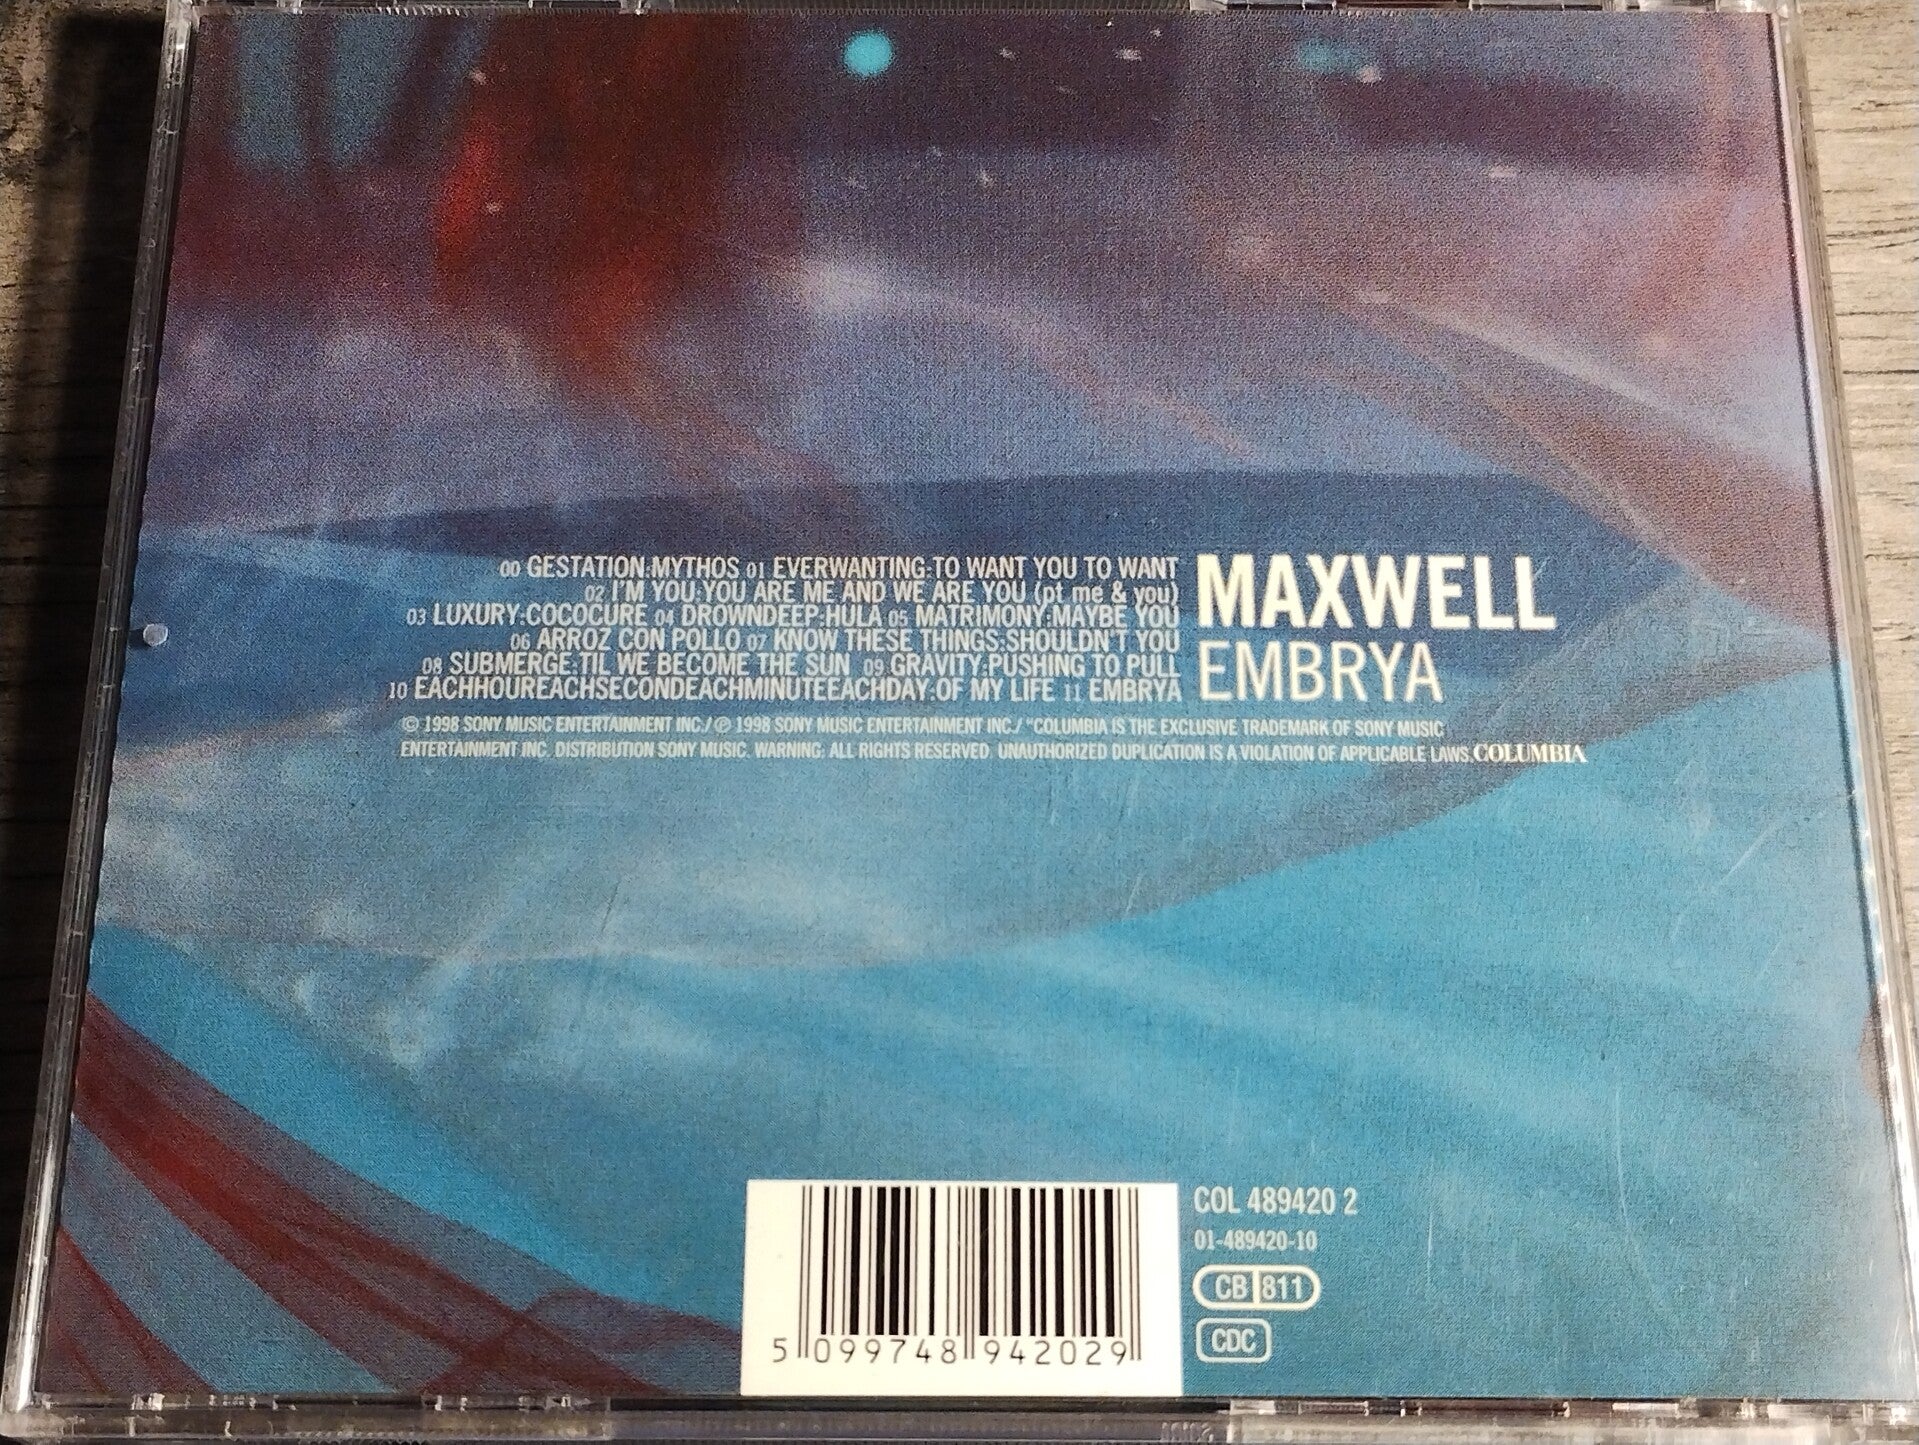 00 GESTATION:MYTHOS 01 EVERWANTING:TO WANT YOU TO WANT
02 I'M YOU:YOU ARE ME AND WE ARE YOU (pt me & you)
03 LUXURY:COCOCURE 04 DROWNDEEP:HULA 05 MATRIMONY:MAYBE YOU
06 ARROZ CON POLLO 07 KNOW THESE THINGS:SHOULDN'T YOU
08 SUBMERGE:TIL WE BECOME THE SUN 09 GRAVITY:PUSHING TO PULL
10 EACHHOUREACHSECONDEACHMINUTEEACHDAY:OF MY LIFE 11 EMBRYA
MAXWELL
EMBRYA
© 1998 SONY MUSIC ENTERTAINMENT INC./ ℗ 1998 SONY MUSIC ENTERTAINMENT INC./ "COLUMBIA IS THE EXCLUSIVE TRADEMARK OF SONY MUSIC
ENTERTAINMENT INC. DISTRIBUTION SONY MUSIC. WARNING: ALL RIGHTS RESERVED. UNAUTHORIZED DUPLICATION IS A VIOLATION OF APPLICABLE LAWS. COLUMBIA
5 099748 942029
COL 489420 2
01-489420-10
CB 811
CDC